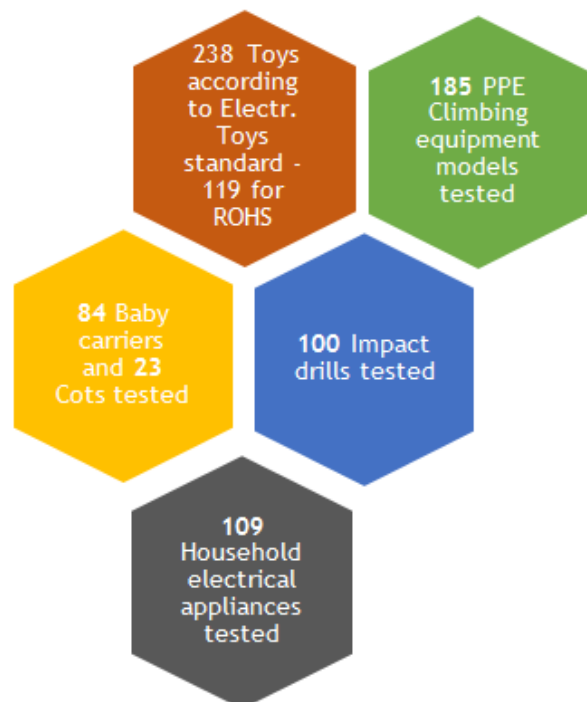 238 Toys
according
to Electr.
Toys
standard -
119 for
ROHS
185 PPE
Climbing
equipment
models
tested
84 Baby
carriers
and 23
Cots tested
100 Impact
drills tested
109
Household
electrical
appliances
tested